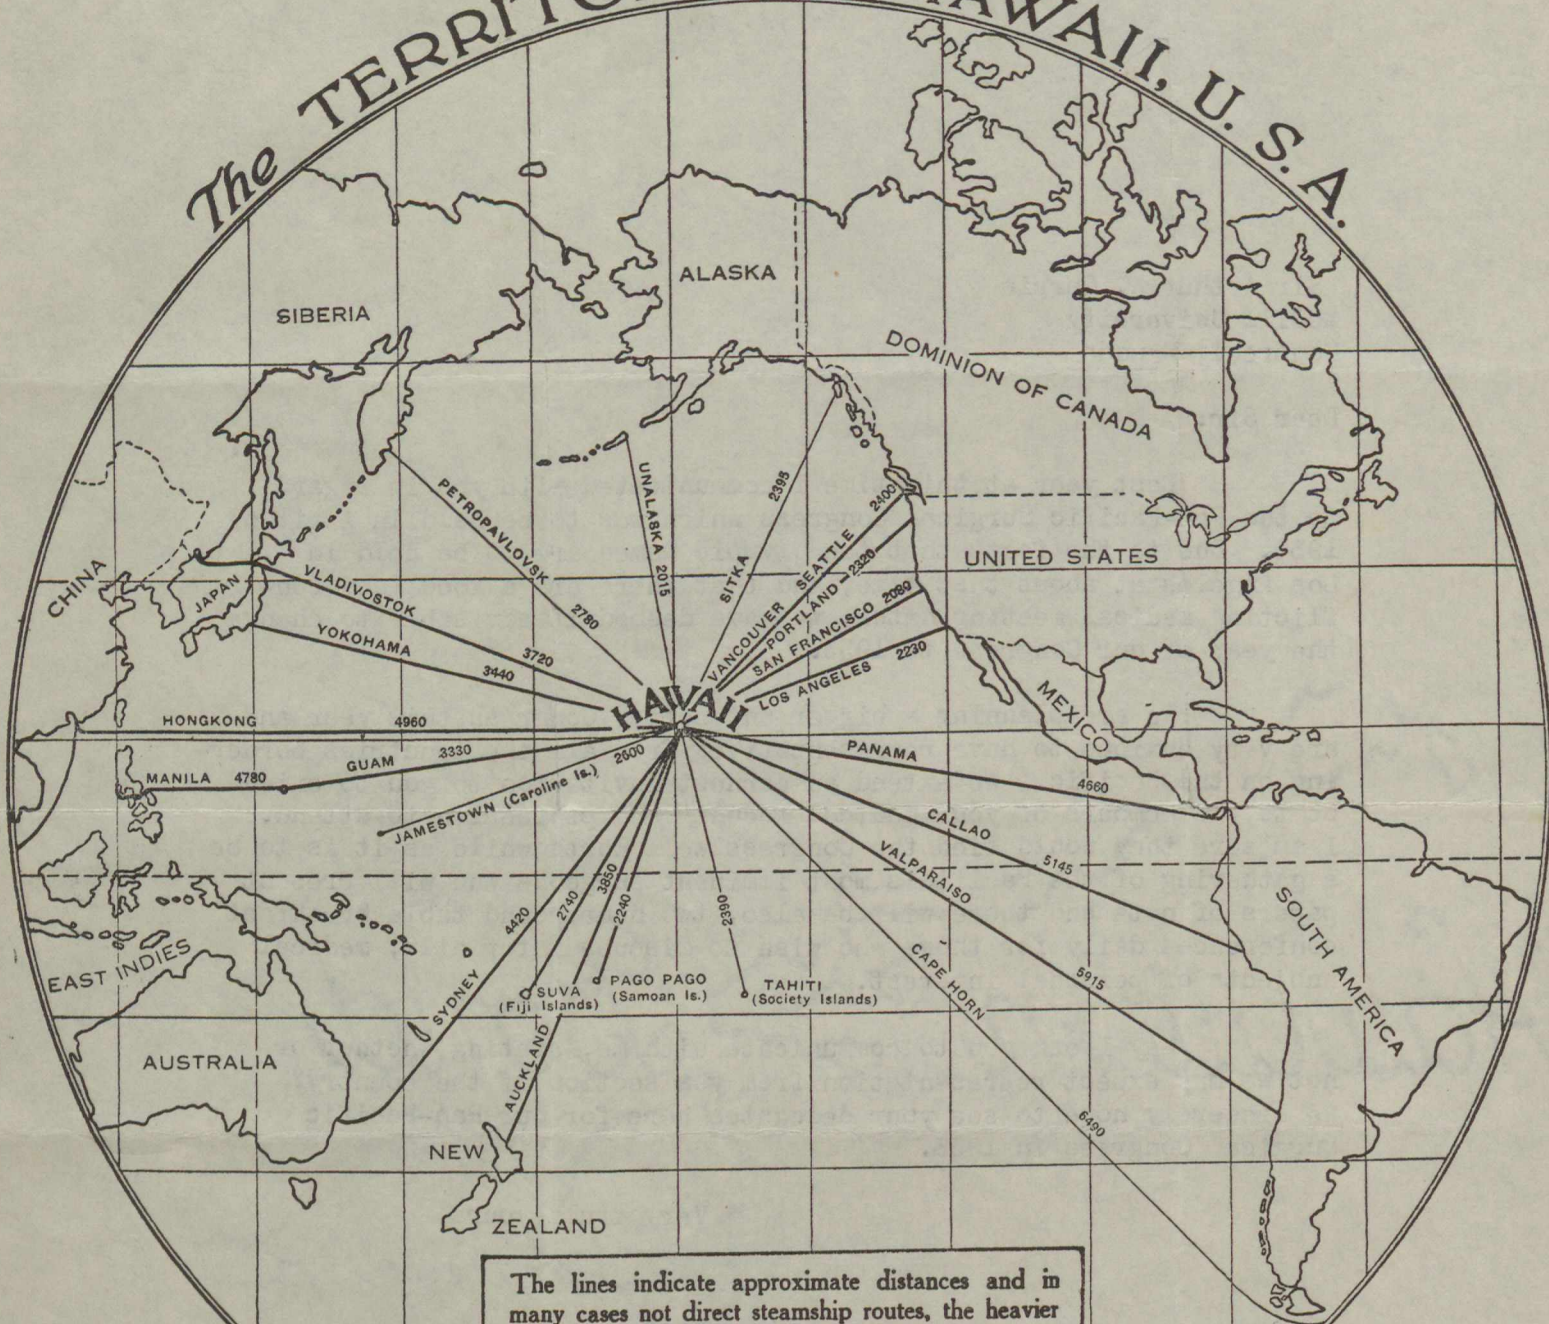 The TERRITO HAWAII, U. S. A.
SIBERIA
ALASKA
DOMINION OF CANADA
UNITED STATES
CHINA
JAPAN
MEXICO
SOUTH AMERICA
EAST INDIES
AUSTRALIA
NEW
ZEALAND
HAWAII
PETROPAVLOVSK 2780
UNALASKA 2015
SITKA 2395
VANCOUVER SEATTLE 2400
PORTLAND-2320
SAN FRANCISCO 2089
LOS ANGELES 2230
VLADIVOSTOK 3720
YOKOHAMA 3440
HONGKONG 4960
MANILA 4780
GUAM 3330
JAMESTOWN (Caroline Is.) 2600
PANAMA 4660
CALLAO 5145
VALPARAISO 5915
CAPE HORN 6490
SYDNEY 4420
2740
SUVA
(Fiji Islands)
AUCKLAND 3850
2240
PAGO PAGO
(Samoan Is.)
2390
TAHITI
(Society Islands)
The lines indicate approximate distances and in
many cases not direct steamship routes, the heavier